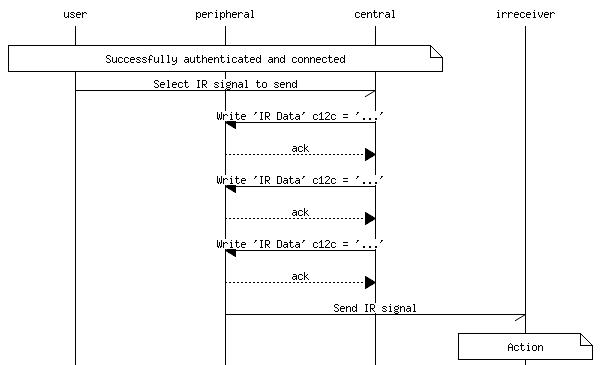 user peripheral central irreceiver
Successfully authenticated and connected
Select IR signal to send
Write 'IR Data' c12c = '...'
ack
Write 'IR Data' c12c = '...'
ack
Write 'IR Data' c12c = '...'
ack
Send IR signal
Action